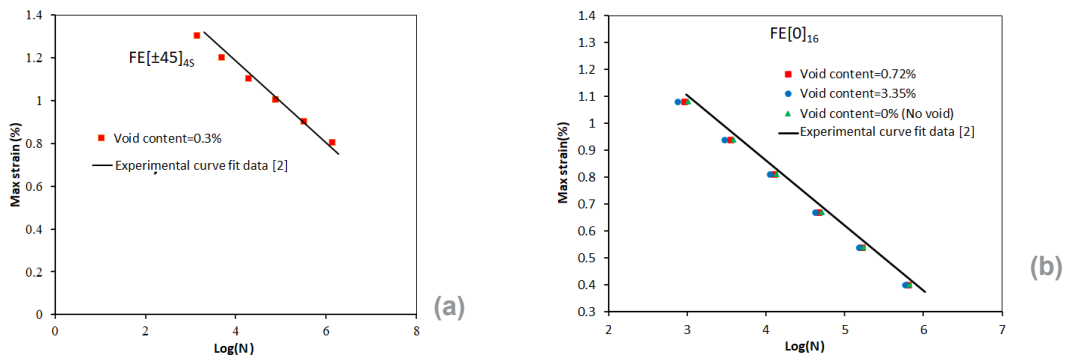 1.4
1.2
1
0.8
0.6
0.4
0.2
0
Max strain (%)
FE[±45]4S
Void content=0.3%
Experimental curve fit data [2]
0 2 4 6 8
Log(N)
(a)
1.4
1.3
1.2
1.1
1
0.9
0.8
0.7
0.6
0.5
0.4
0.3
Max strain(%)
FE[0]16
Void content=0.72%
Void content=3.35%
Void content=0% (No void)
Experimental curve fit data [2]
2 3 4 5 6 7
Log(N)
(b)